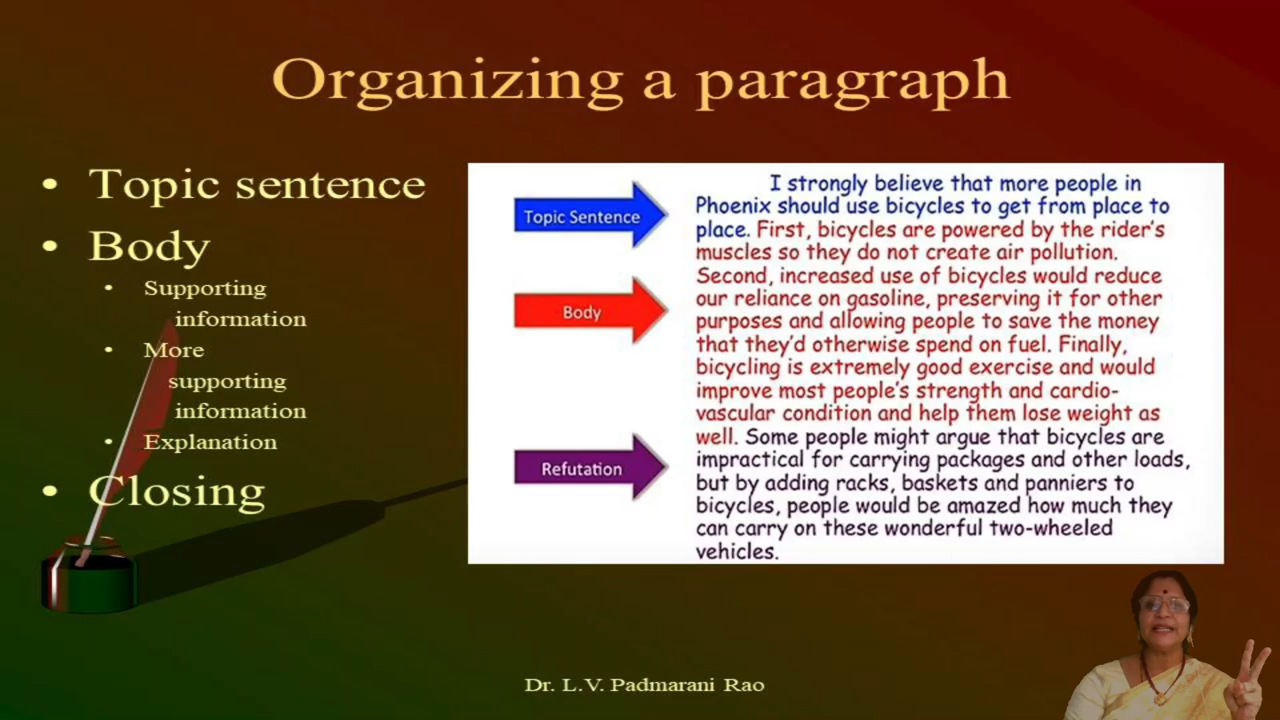 Organizing a paragraph
• Topic sentence
• Body
• Supporting
information
• More
supporting
information
• Explanation
• Closing
Topic Sentence
Body
Refutation
I strongly believe that more people in
Phoenix should use bicycles to get from place to
place. First, bicycles are powered by the rider's
muscles so they do not create air pollution.
Second, increased use of bicycles would reduce
our reliance on gasoline, preserving it for other
purposes and allowing people to save the money
that they'd otherwise spend on fuel. Finally,
bicycling is extremely good exercise and would
improve most people's strength and cardio-
vascular condition and help them lose weight as
well. Some people might argue that bicycles are
impractical for carrying packages and other loads,
but by adding racks, baskets and panniers to
bicycles, people would be amazed how much they
can carry on these wonderful two-wheeled
vehicles.
Dr. L.V. Padmarani Rao